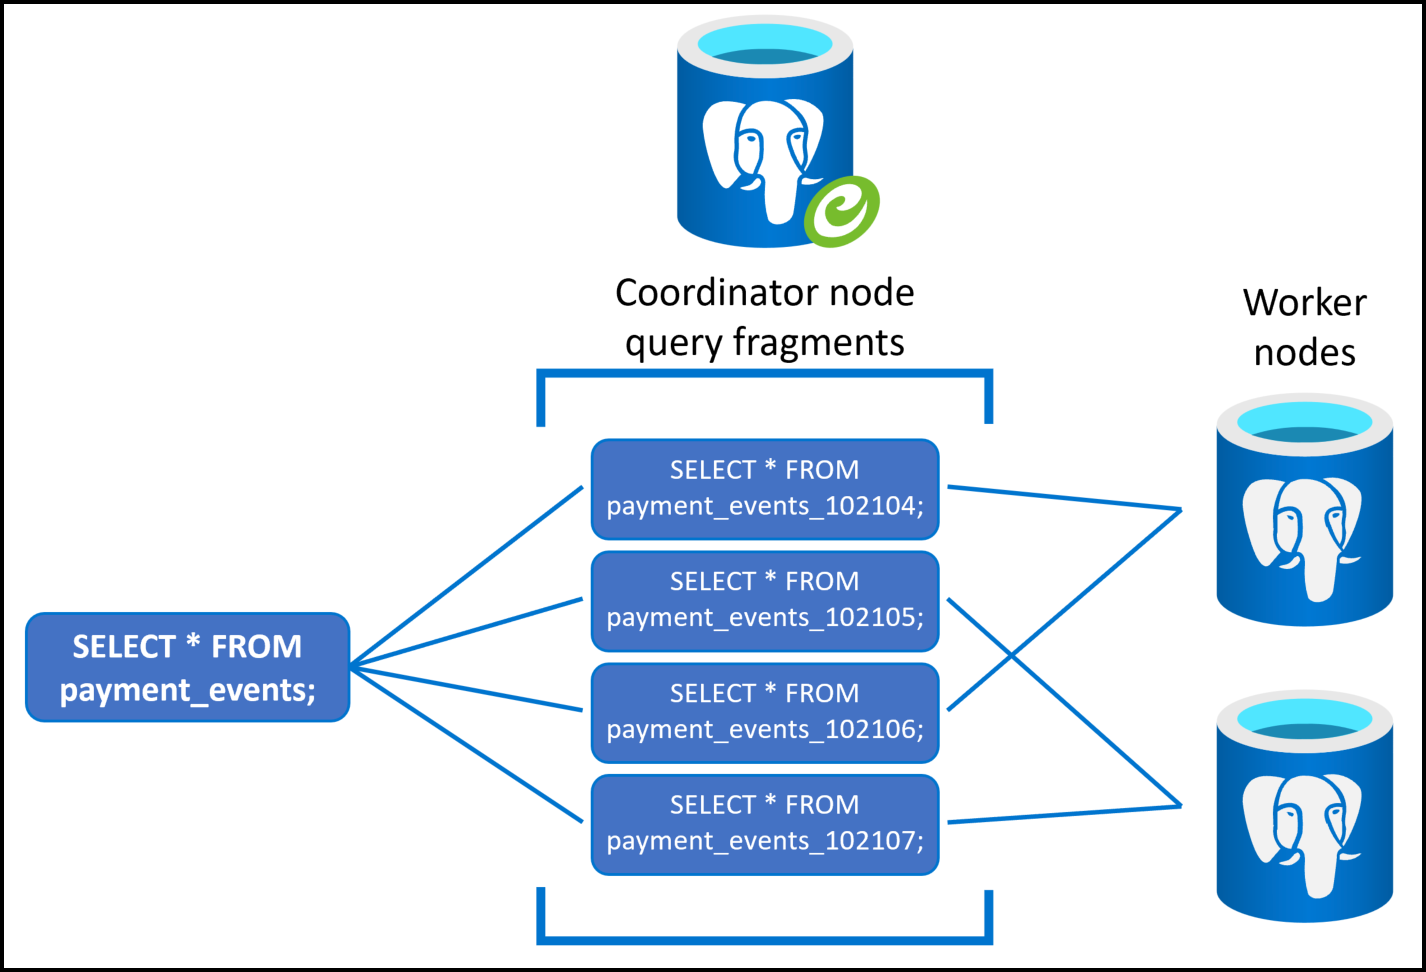 Coordinator node
query fragments
Worker
nodes
SELECT * FROM
payment_events;
SELECT * FROM
payment_events_102104;
SELECT * FROM
payment_events_102105;
SELECT * FROM
payment_events_102106;
SELECT * FROM
payment_events_102107;